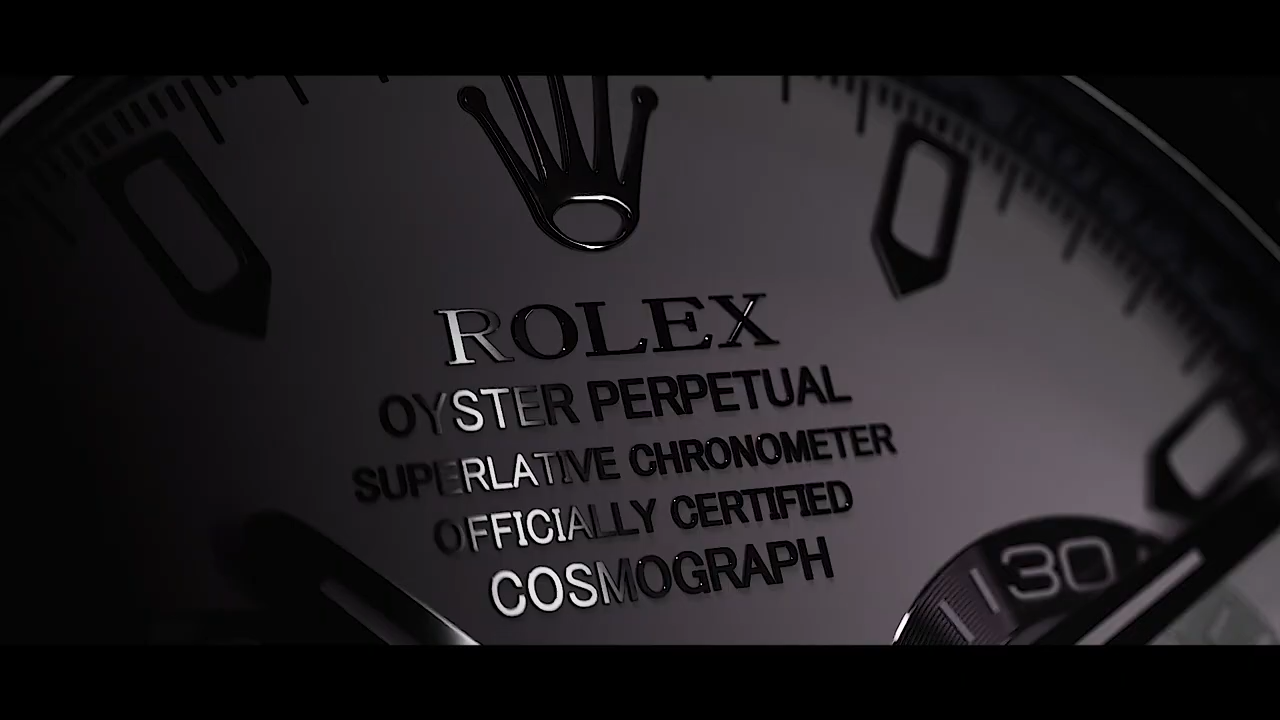 ROLEX
OYSTER PERPETUAL
SUPERLATIVE CHRONOMETER
OFFICIALLY CERTIFIED
COSMOGRAPH
30